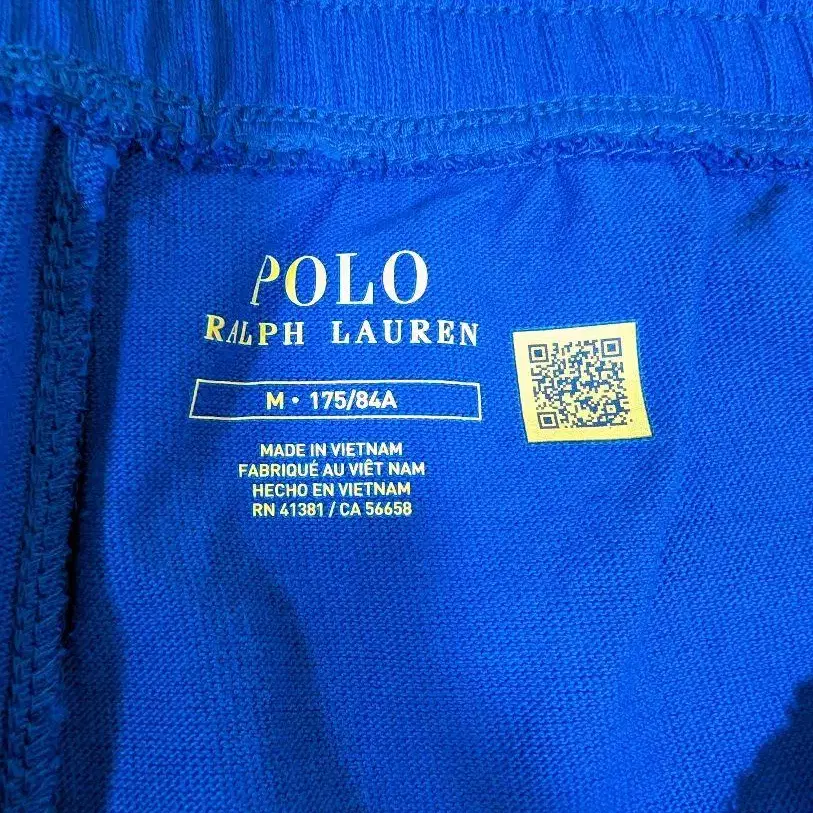 POLO
RALPH LAUREN
M • 175/84A
MADE IN VIETNAM
FABRIQUÉ AU VIÊT NAM
HECHO EN VIETNAM
RN 41381 / CA 56658